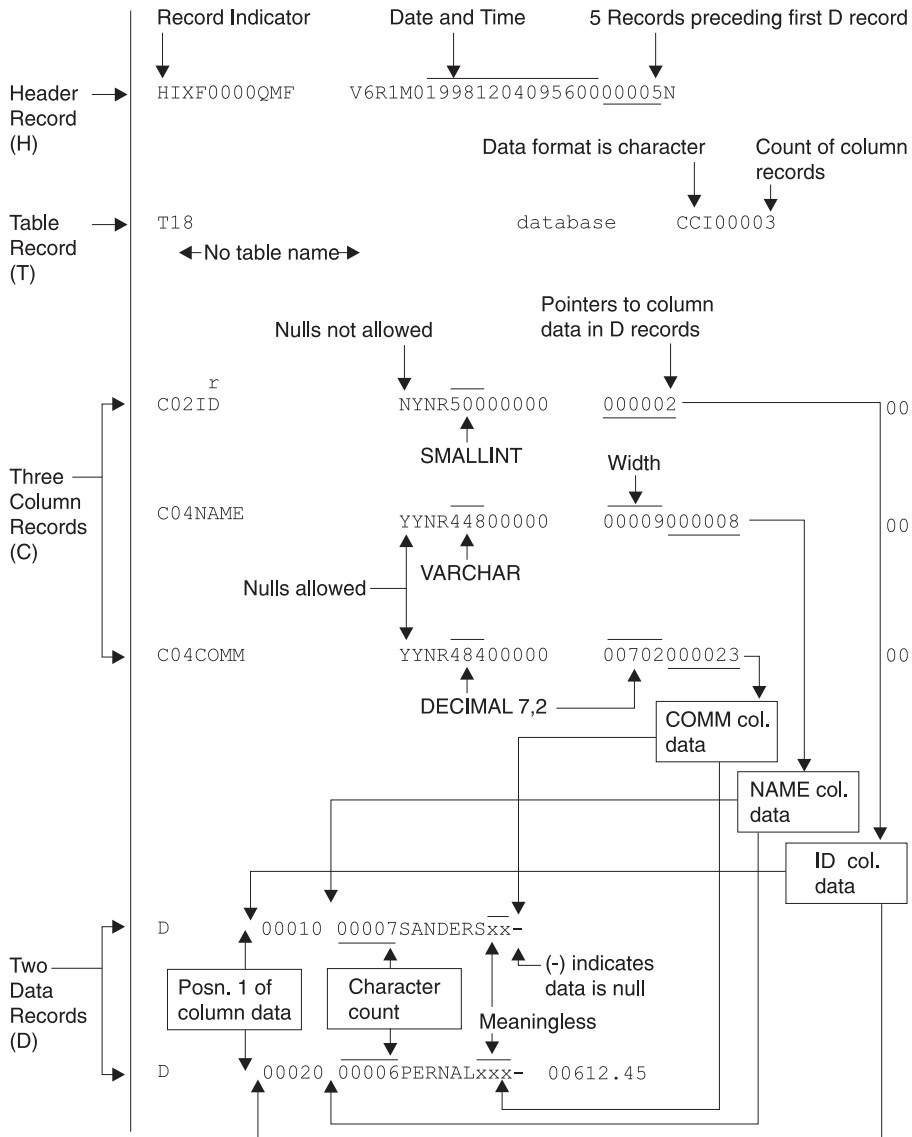 Record Indicator Date and Time 5 Records preceding first D record
Header Record (H) HIXF0000QMF V6R1M01998120409560000005N
Data format is character Count of column records
Table Record (T) T18 database CCI00003
No table name
Nulls not allowed Pointers to column data in D records
r
C02ID NYNR50000000 000002 00
SMALLINT Width
Three Column Records (C)
C04NAME YYNR44800000 00009000008 00
VARCHAR
Nulls allowed
C04COMM YYNR48400000 00702000023 00
DECIMAL 7,2
COMM col. data
NAME col. data
ID col. data
D 00010 00007SANDERSxx-
Two Data Records (D)
Posn. 1 of column data
Character count
(-) indicates data is null
Meaningless
D 00020 00006PERNALxxx- 00612.45